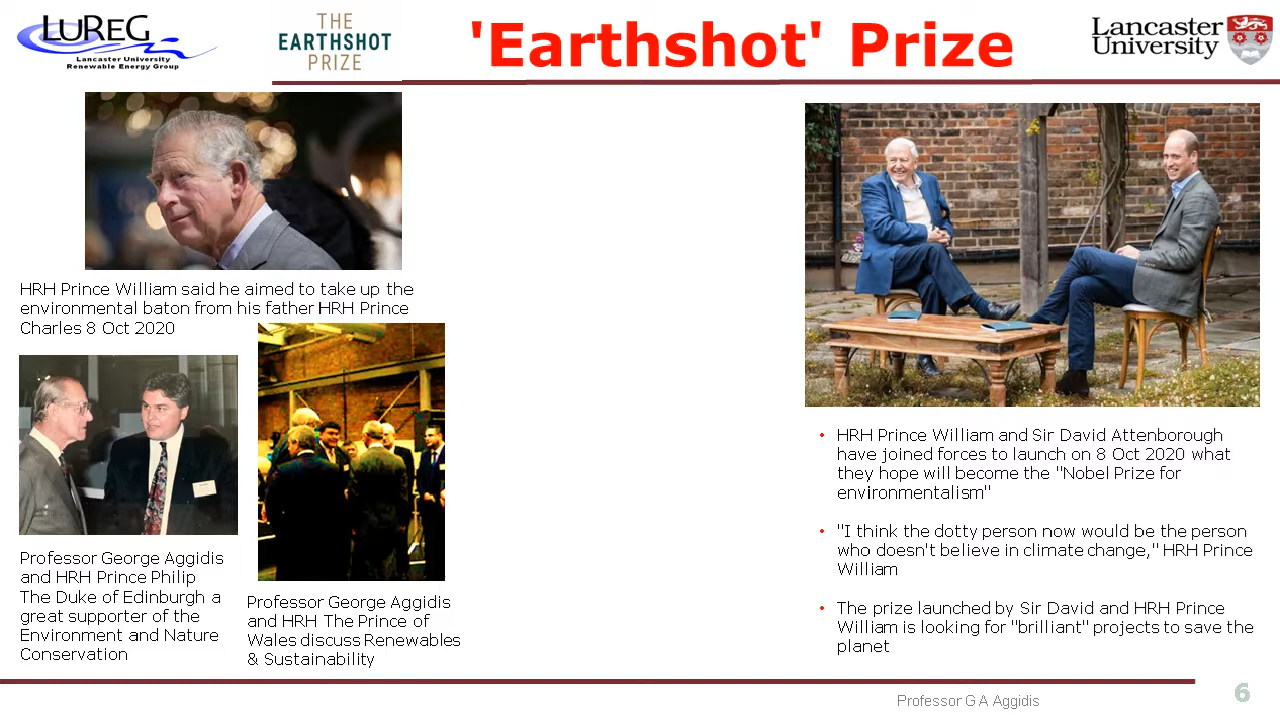 LUREG
Lancaster University
Renewable Energy Group
THE
EARTHSHOT
PRIZE
'Earthshot' Prize
Lancaster
University
HRH Prince William said he aimed to take up the
environmental baton from his father HRH Prince
Charles 8 Oct 2020
Professor George Aggidis
and HRH Prince Philip
The Duke of Edinburgh a
great supporter of the
Environment and Nature
Conservation
Professor George Aggidis
and HRH The Prince of
Wales discuss Renewables
& Sustainability
• HRH Prince William and Sir David Attenborough
have joined forces to launch on 8 Oct 2020 what
they hope will become the "Nobel Prize for
environmentalism"
• "I think the dotty person now would be the person
who doesn't believe in climate change," HRH Prince
William
• The prize launched by Sir David and HRH Prince
William is looking for "brilliant" projects to save the
planet
Professor G A Aggidis
6